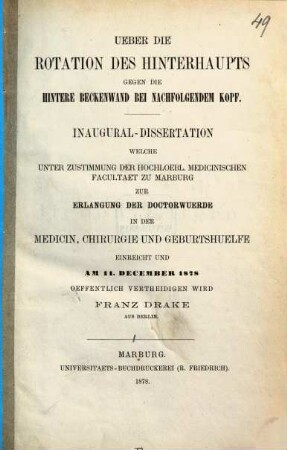 49
UEBER DIE
ROTATION DES HINTERHAUPTS
GEGEN DIE
HINTERE BECKENWAND BEI NACHFOLGENDEM KOPF.
INAUGURAL-DISSERTATION
WELCHE
UNTER ZUSTIMMUNG DER HOCHLOEBL. MEDICINISCHEN
FACULTAET ZU MARBURG
ZUR
ERLANGUNG DER DOCTORWUERDE
IN DER
MEDICIN, CHIRURGIE UND GEBURTSHUELFE
EINREICHT UND
AM 14. DECEMBER 1878
OEFFENTLICH VERTHEIDIGEN WIRD
FRANZ DRAKE
AUS BERLIN.
MARBURG.
UNIVERSITAETS-BUCHDRUCKEREI (R. FRIEDRICH).
1878.